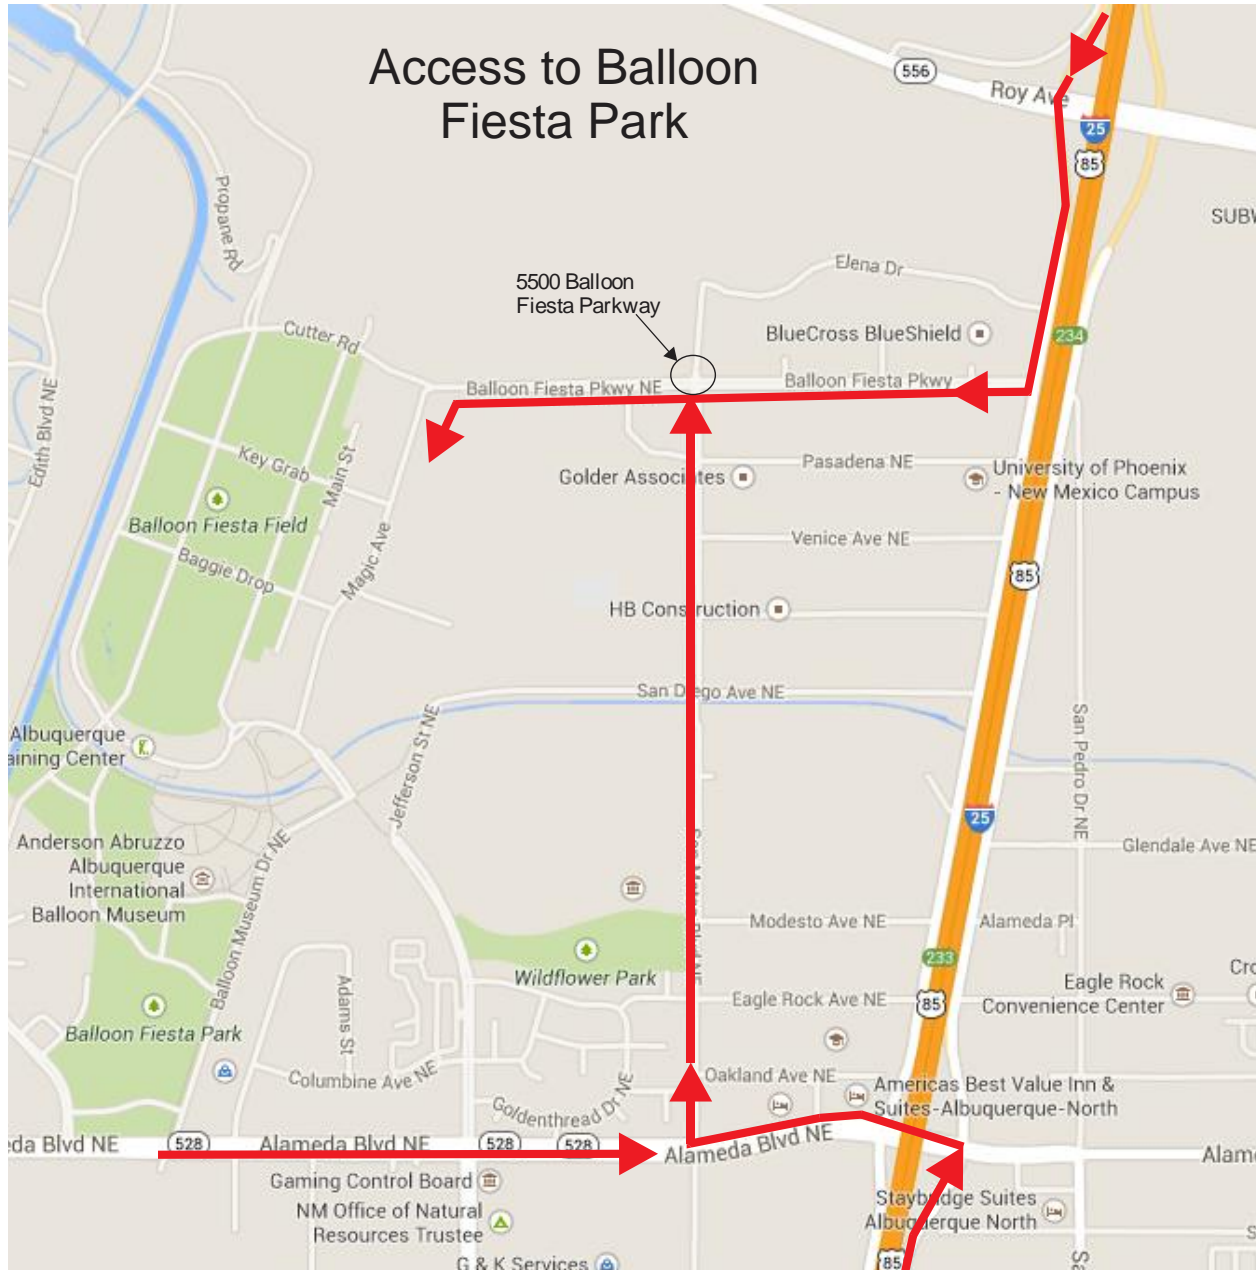 Access to Balloon
Fiesta Park
556
Roy Ave
25
85
Propane Rd
SUBW
Elena Dr
5500 Balloon
Fiesta Parkway
Cutter Rd
BlueCross BlueShield
234
Balloon Fiesta Pkwy NE
Balloon Fiesta Pkwy
Edith Blvd NE
Key Grab
Main St
Golder Associates
Pasadena NE
University of Phoenix
- New Mexico Campus
Balloon Fiesta Field
Venice Ave NE
Baggie Drop
Magic Ave
85
HB Construction
San Diego Ave NE
Albuquerque
aining Center
Jefferson St NE
San Pedro Dr NE
25
Anderson Abruzzo
Albuquerque
International
Balloon Museum
Balloon Museum Dr NE
Glendale Ave NE
Modesto Ave NE
Alameda Pl
233
Wildflower Park
Eagle Rock Ave NE
85
Eagle Rock
Convenience Center
Cro
Balloon Fiesta Park
Adams St
Columbine Ave NE
Oakland Ave NE
Goldenthread Dr NE
Americas Best Value Inn &
Suites-Albuquerque-North
eda Blvd NE
528
Alameda Blvd NE
528
528
Alameda Blvd NE
Alam
Gaming Control Board
NM Office of Natural
Resources Trustee
Staybridge Suites
Albuquerque North
G & K Services
85
Sa
S